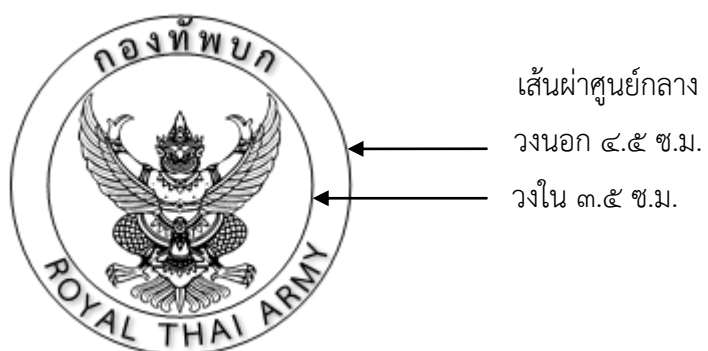 กองทัพบก
ROYAL THAI ARMY
เส้นผ่าศูนย์กลาง
วงนอก ๔.๕ ซ.ม.
วงใน ๓.๕ ซ.ม.